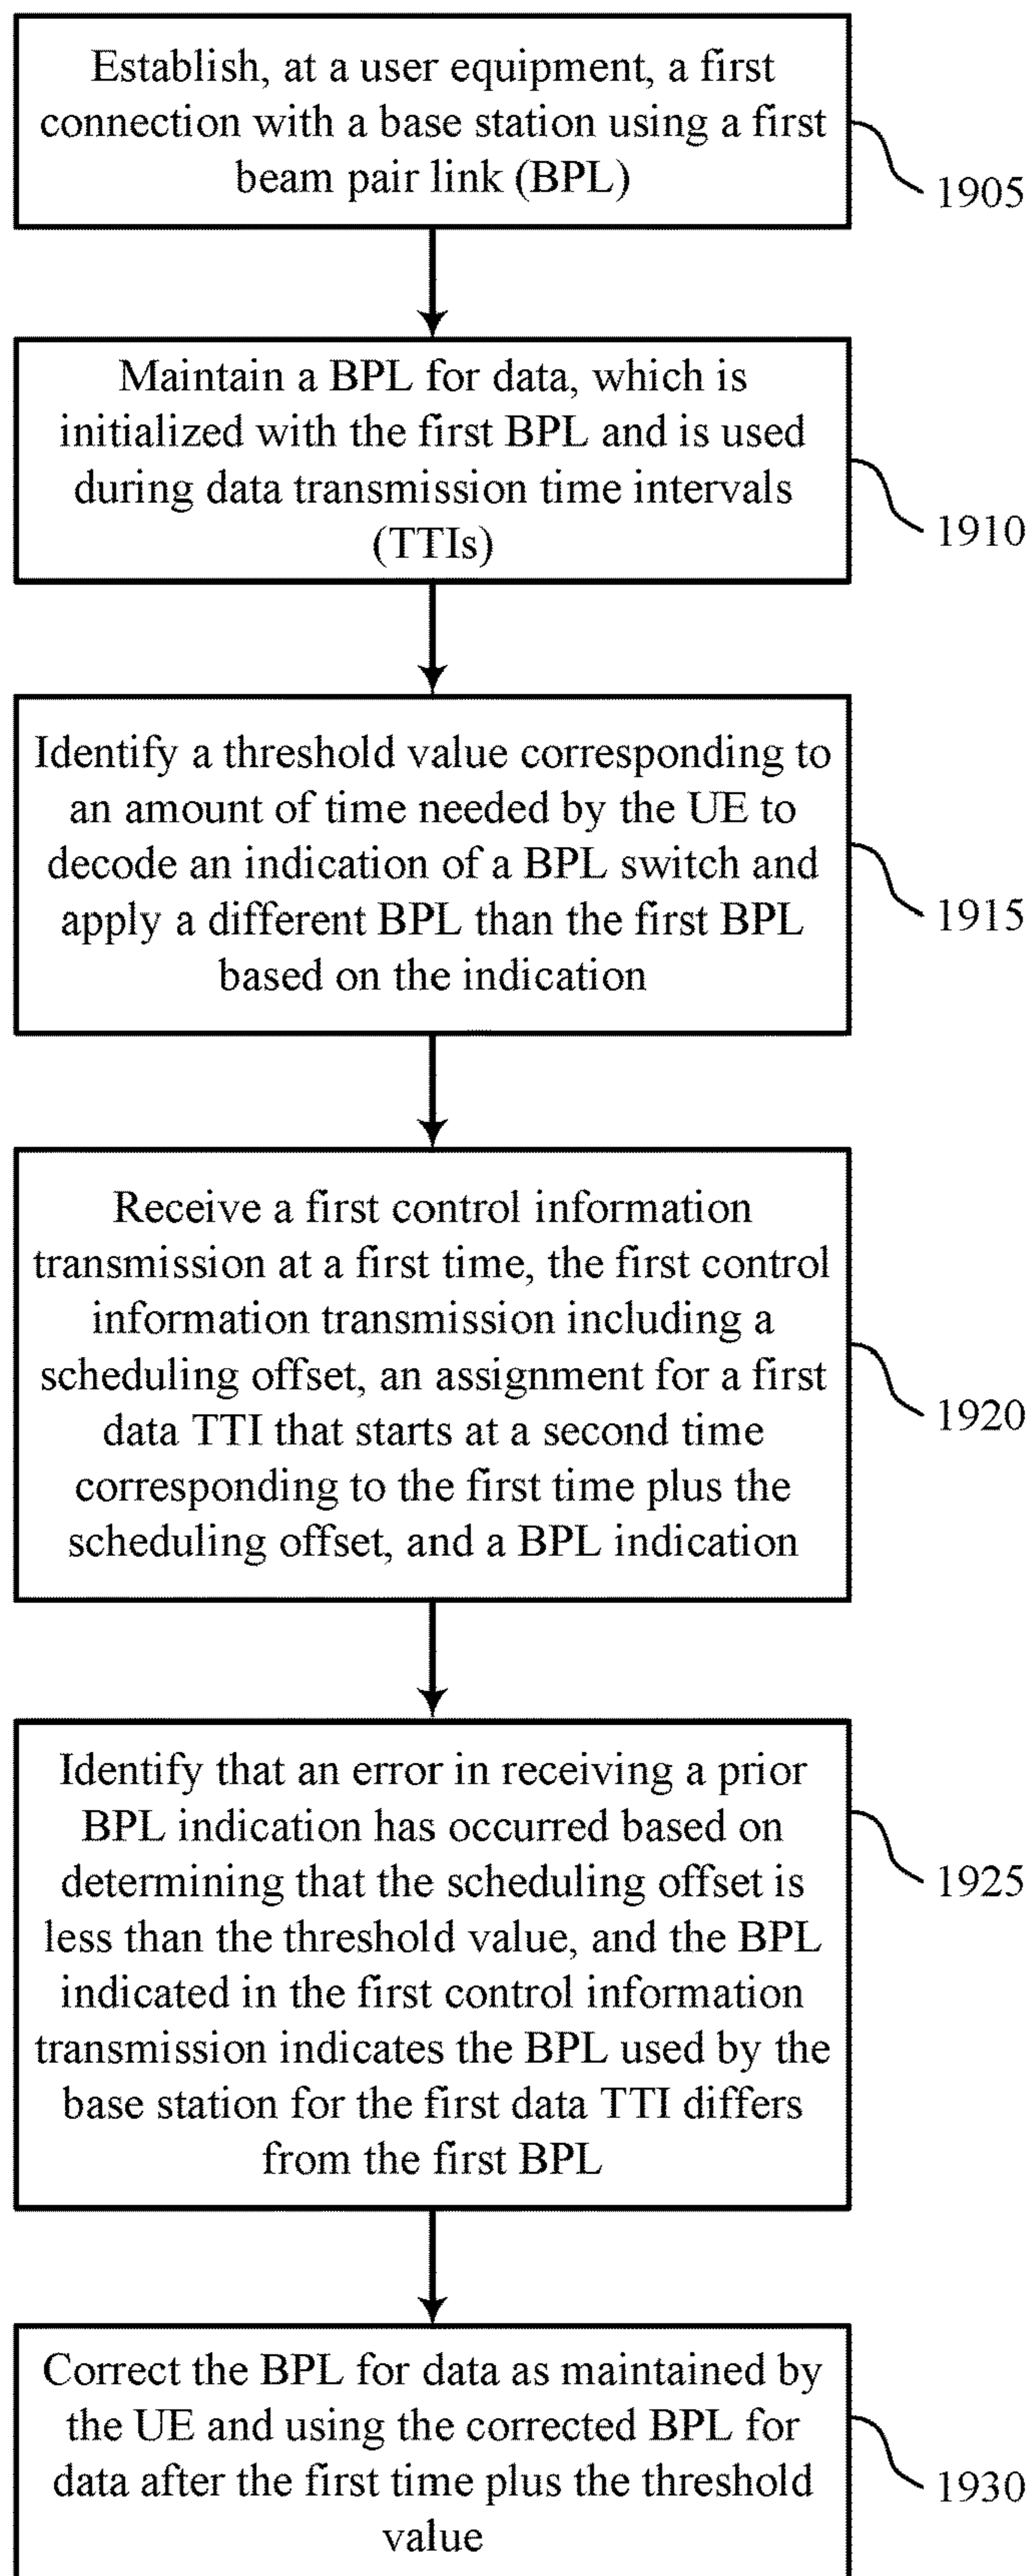 Establish, at a user equipment, a first
connection with a base station using a first
beam pair link (BPL)
1905
Maintain a BPL for data, which is
initialized with the first BPL and is used
during data transmission time intervals
(TTIs)
1910
Identify a threshold value corresponding to
an amount of time needed by the UE to
decode an indication of a BPL switch and
apply a different BPL than the first BPL
based on the indication
1915
Receive a first control information
transmission at a first time, the first control
information transmission including a
scheduling offset, an assignment for a first
data TTI that starts at a second time
corresponding to the first time plus the
scheduling offset, and a BPL indication
1920
Identify that an error in receiving a prior
BPL indication has occurred based on
determining that the scheduling offset is
less than the threshold value, and the BPL
indicated in the first control information
transmission indicates the BPL used by the
base station for the first data TTI differs
from the first BPL
1925
Correct the BPL for data as maintained by
the UE and using the corrected BPL for
data after the first time plus the threshold
value
1930